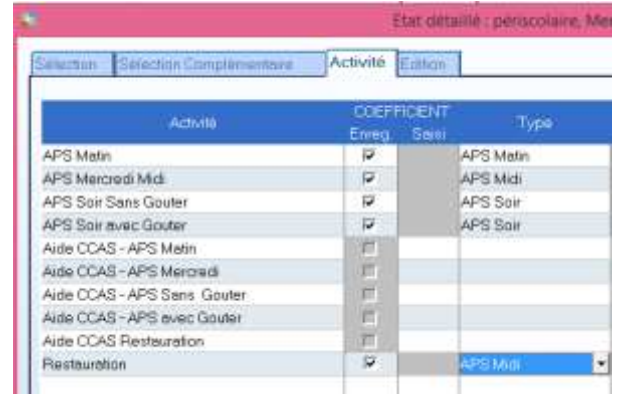 Etat détaillé : périscolaire, Mer
Sélection Sélection Complémentaire Activité Edition
Activité COEFFICIENT Type
Enreg. Saisi
APS Matin APS Matin
APS Mercredi Midi APS Midi
APS Soir Sans Gouter APS Soir
APS Soir avec Gouter APS Soir
Aide CCAS - APS Matin
Aide CCAS - APS Mercredi
Aide CCAS - APS Sans Gouter
Aide CCAS - APS avec Gouter
Aide CCAS Restauration
Restauration APS Midi